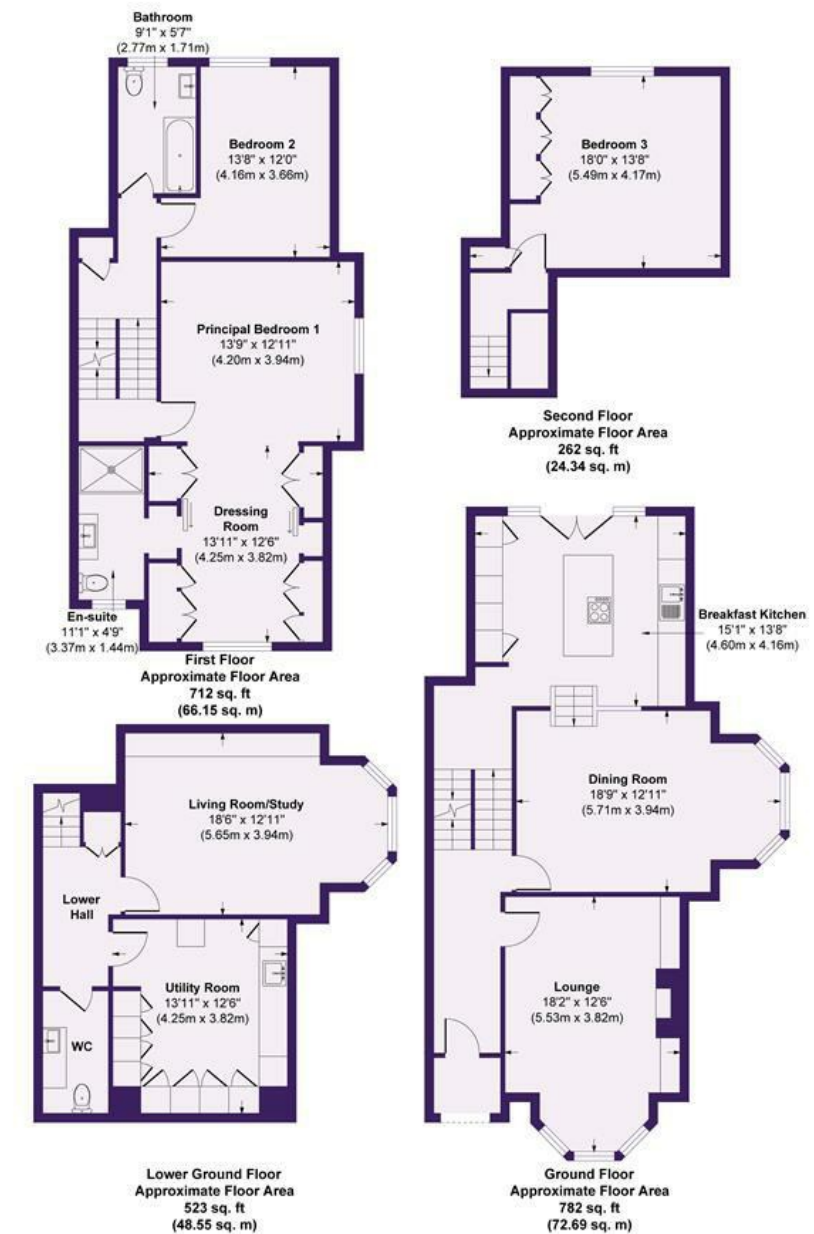 Bathroom
9'1" x 5'7"
(2.77m x 1.71m)
Bedroom 2
13'8" x 12'0"
(4.16m x 3.66m)
Principal Bedroom 1
13'9" x 12'11"
(4.20m x 3.94m)
Dressing
Room
13'11" x 12'6"
(4.25m x 3.82m)
En-suite
11'1" x 4'9"
(3.37m x 1.44m)
First Floor
Approximate Floor Area
712 sq. ft
(66.15 sq. m)
Bedroom 3
18'0" x 13'8"
(5.49m x 4.17m)
Second Floor
Approximate Floor Area
262 sq. ft
(24.34 sq. m)
Living Room/Study
18'6" x 12'11"
(5.65m x 3.94m)
Lower
Hall
Utility Room
13'11" x 12'6"
(4.25m x 3.82m)
WC
Lower Ground Floor
Approximate Floor Area
523 sq. ft
(48.55 sq. m)
Breakfast Kitchen
15'1" x 13'8"
(4.60m x 4.16m)
Dining Room
18'9" x 12'11"
(5.71m x 3.94m)
Lounge
18'2" x 12'6"
(5.53m x 3.82m)
Ground Floor
Approximate Floor Area
782 sq. ft
(72.69 sq. m)